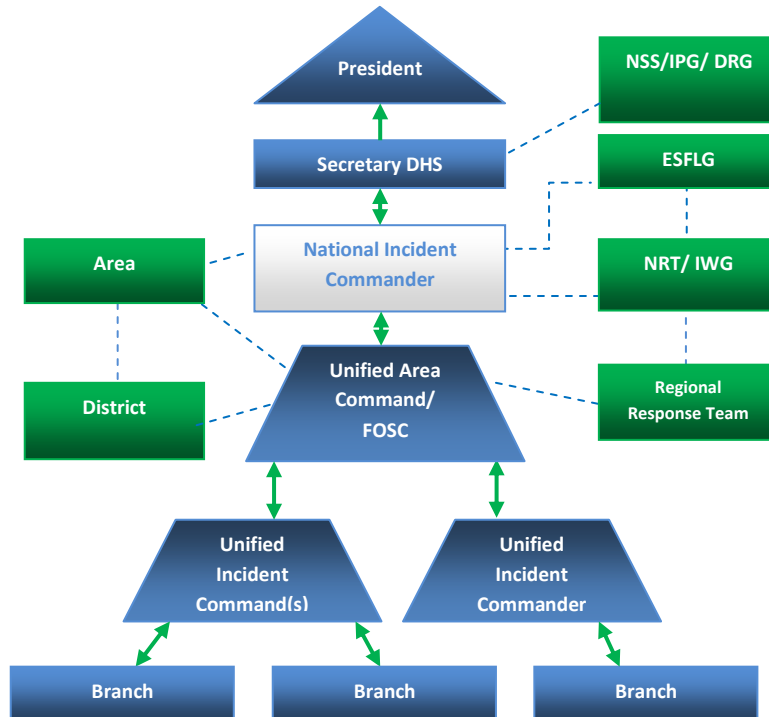 President
NSS/IPG/ DRG
Secretary DHS
ESFLG
Area
National Incident
Commander
NRT/ IWG
District
Unified Area
Command/
FOSC
Regional
Response Team
Unified
Incident
Command(s)
Unified
Incident
Commander
Branch
Branch
Branch